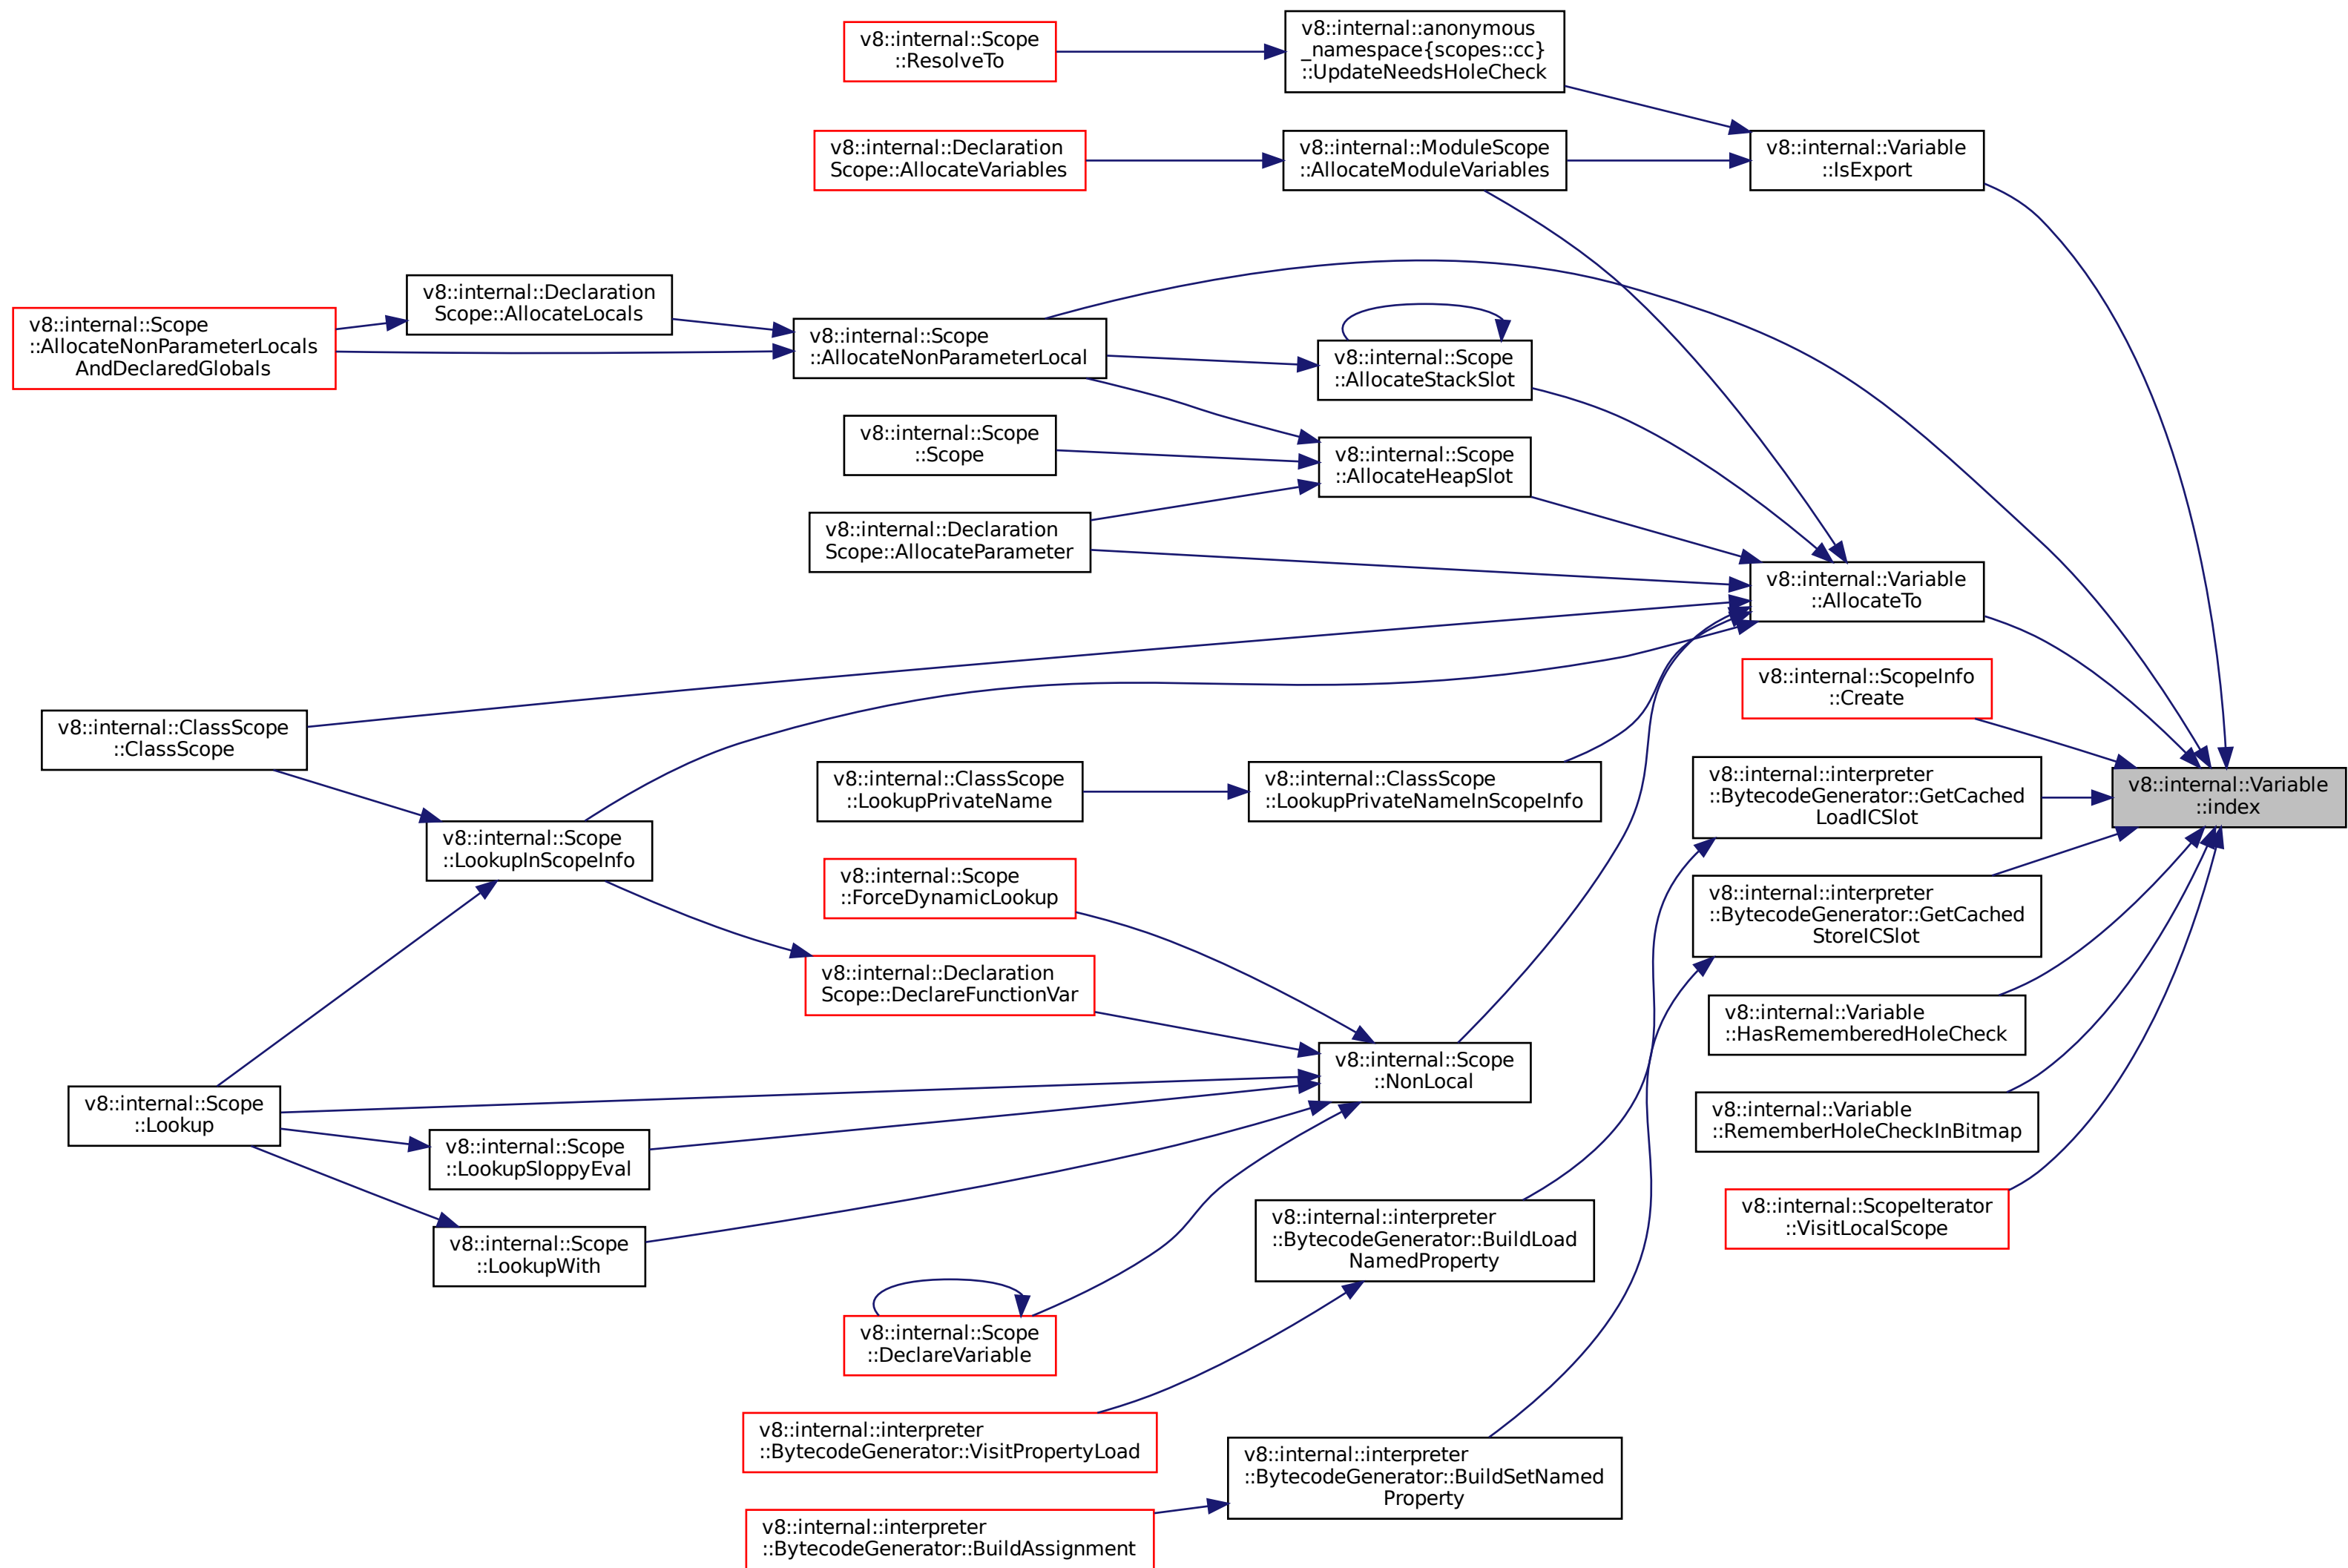 v8::internal::anonymous
_namespace{scopes::cc}
::UpdateNeedsHoleCheck
v8::internal::Scope
::ResolveTo
v8::internal::Declaration
Scope::AllocateVariables
v8::internal::ModuleScope
::AllocateModuleVariables
v8::internal::Variable
::IsExport
v8::internal::Declaration
Scope::AllocateLocals
v8::internal::Scope
::AllocateNonParameterLocals
AndDeclaredGlobals
v8::internal::Scope
::AllocateNonParameterLocal
v8::internal::Scope
::AllocateStackSlot
v8::internal::Scope
::Scope
v8::internal::Scope
::AllocateHeapSlot
v8::internal::Declaration
Scope::AllocateParameter
v8::internal::Variable
::AllocateTo
v8::internal::ScopeInfo
::Create
v8::internal::ClassScope
::ClassScope
v8::internal::ClassScope
::LookupPrivateName
v8::internal::ClassScope
::LookupPrivateNameInScopeInfo
v8::internal::interpreter
::BytecodeGenerator::GetCached
LoadICSlot
v8::internal::Variable
::index
v8::internal::Scope
::LookupInScopeInfo
v8::internal::Scope
::ForceDynamicLookup
v8::internal::interpreter
::BytecodeGenerator::GetCached
StoreICSlot
v8::internal::Declaration
Scope::DeclareFunctionVar
v8::internal::Variable
::HasRememberedHoleCheck
v8::internal::Scope
::NonLocal
v8::internal::Scope
::Lookup
v8::internal::Variable
::RememberHoleCheckInBitmap
v8::internal::Scope
::LookupSloppyEval
v8::internal::ScopeIterator
::VisitLocalScope
v8::internal::Scope
::LookupWith
v8::internal::interpreter
::BytecodeGenerator::BuildLoad
NamedProperty
v8::internal::Scope
::DeclareVariable
v8::internal::interpreter
::BytecodeGenerator::VisitPropertyLoad
v8::internal::interpreter
::BytecodeGenerator::BuildSetNamed
Property
v8::internal::interpreter
::BytecodeGenerator::BuildAssignment